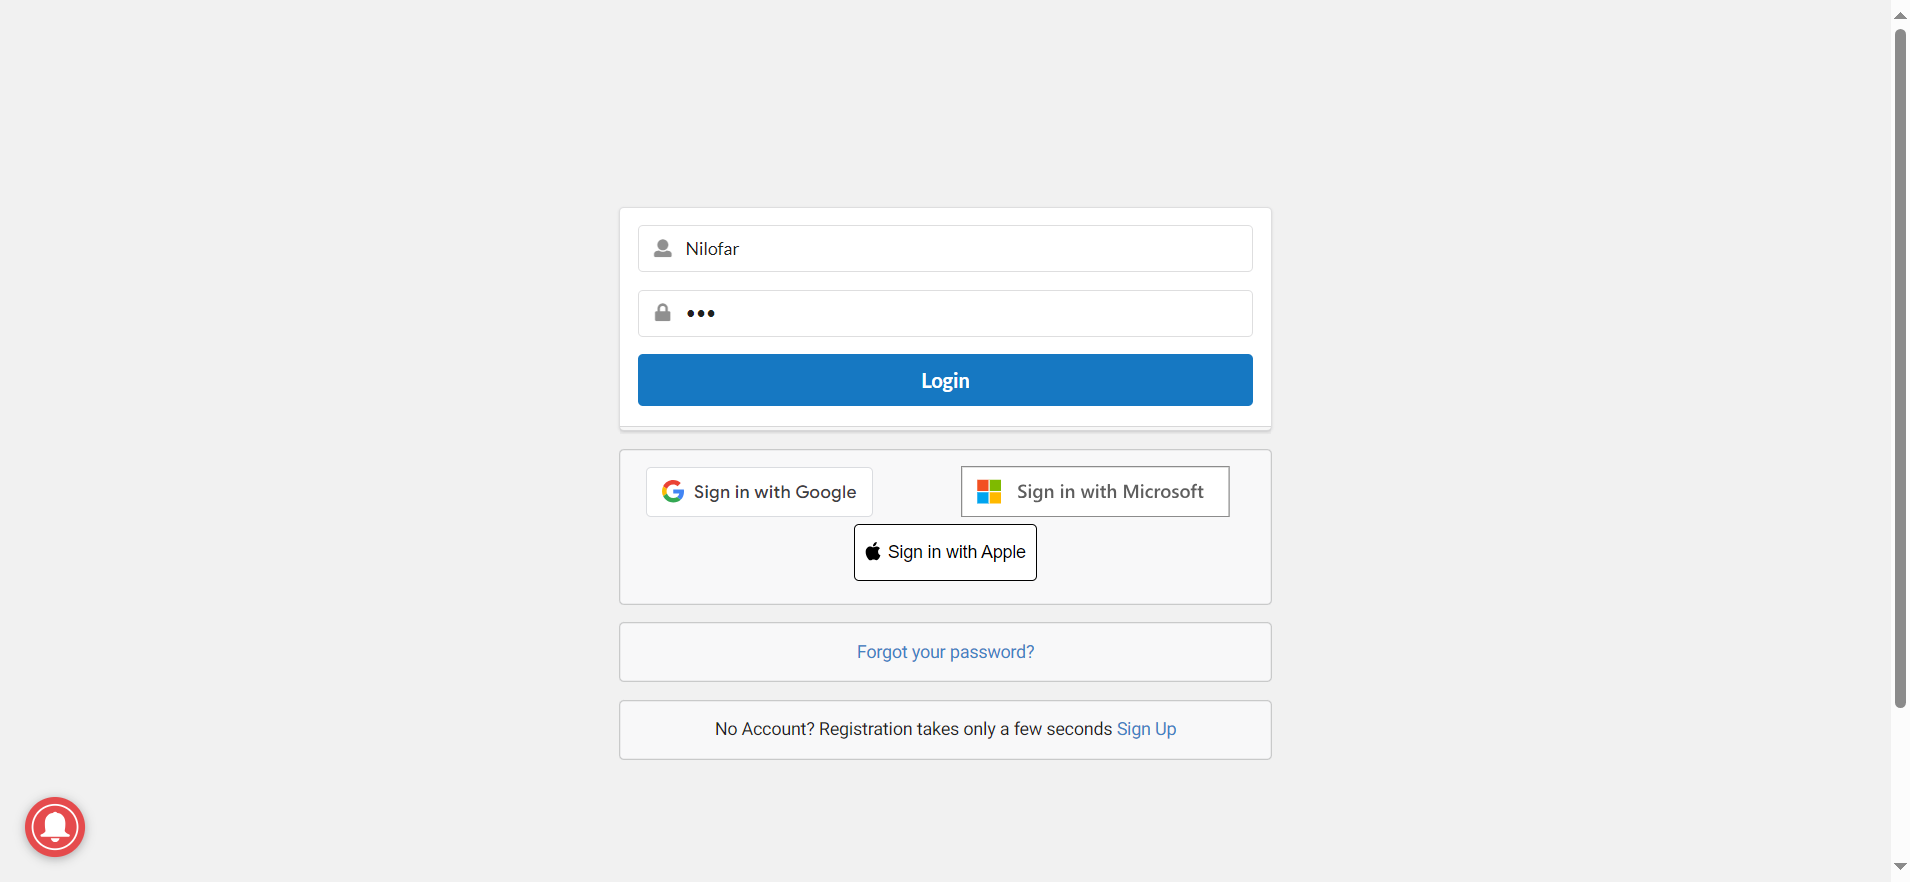 Nilofar
•••
Login
Sign in with Google
Sign in with Microsoft
Sign in with Apple
Forgot your password?
No Account? Registration takes only a few seconds Sign Up